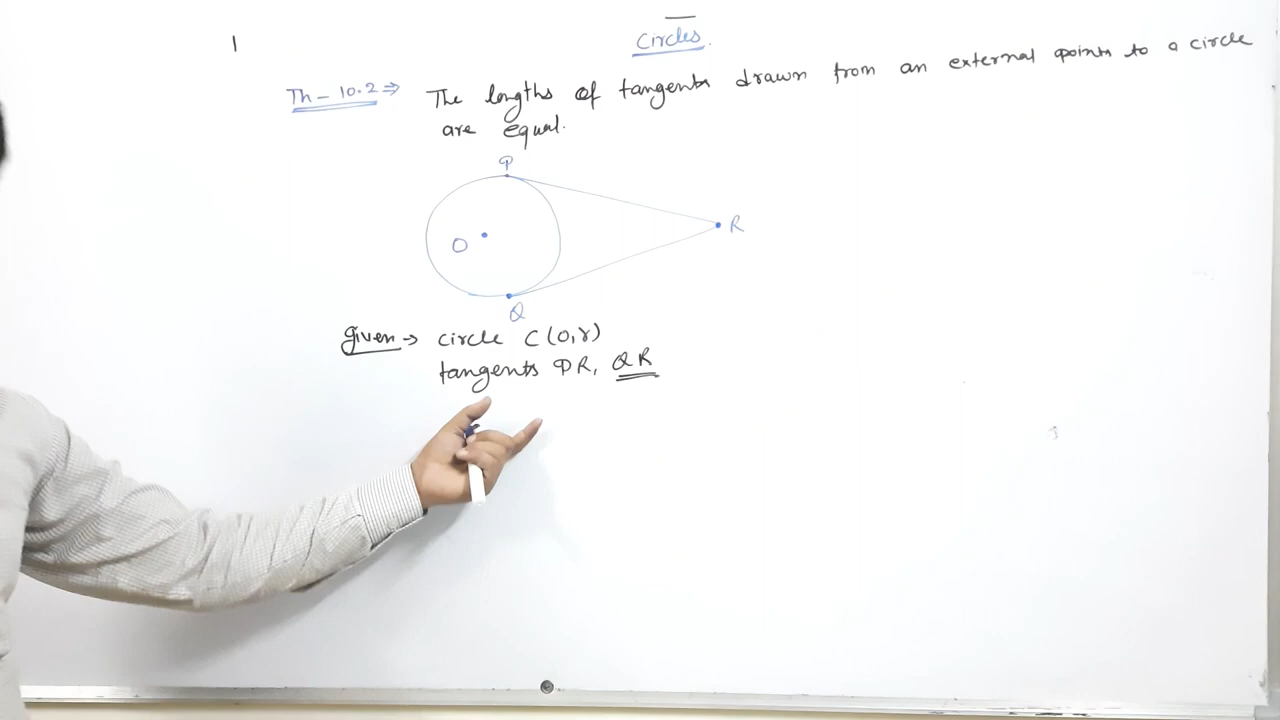 Circles.
Th - 10.2 ⇒ The lengths of tangents drawn from an external points to a circle
are equal.
P
O
R
Q
Given → circle C(O,r)
tangents PR, QR